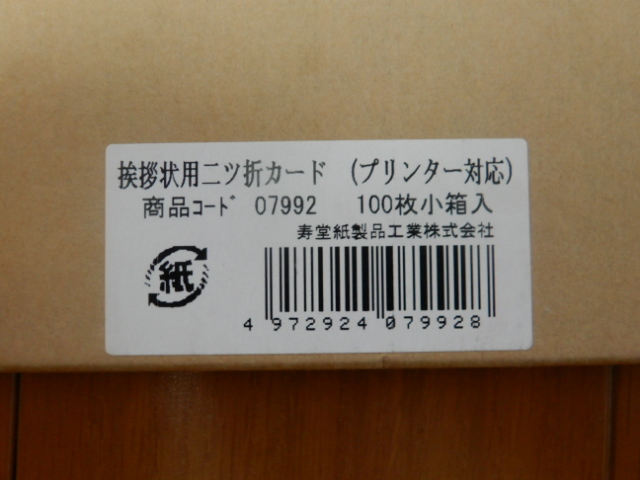 挨拶状用二ツ折カード （プリンター対応）
商品ｺｰﾄﾞ 07992 100枚小箱入
寿堂紙製品工業株式会社
紙
4 972924 079928